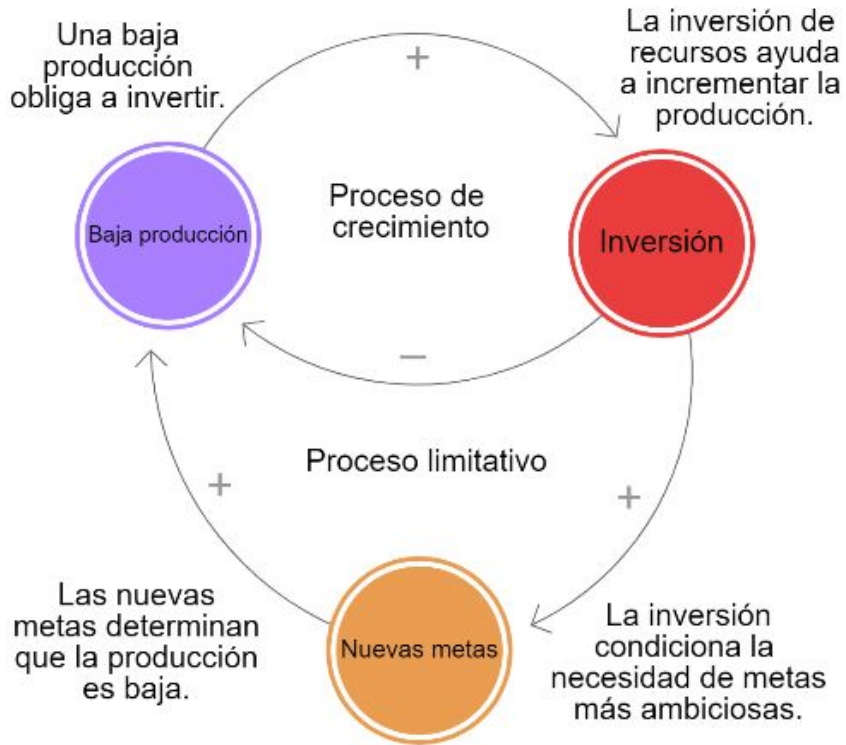 Una baja
producción
obliga a invertir.
+
La inversión de
recursos ayuda
a incrementar la
producción.
Baja producción
Proceso de
crecimiento
Inversión
−
Proceso limitativo
+
+
Las nuevas
metas determinan
que la producción
es baja.
Nuevas metas
La inversión
condiciona la
necesidad de metas
más ambiciosas.